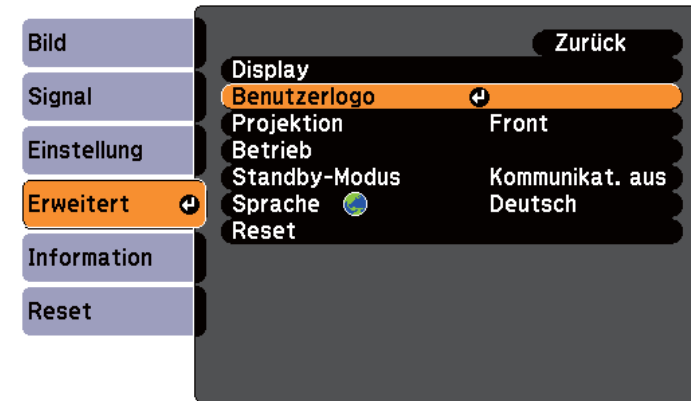 Bild
Signal
Einstellung
Erweitert
Information
Reset
Zurück
Display
Benutzerlogo
Projektion Front
Betrieb
Standby-Modus Kommunikat. aus
Sprache Deutsch
Reset